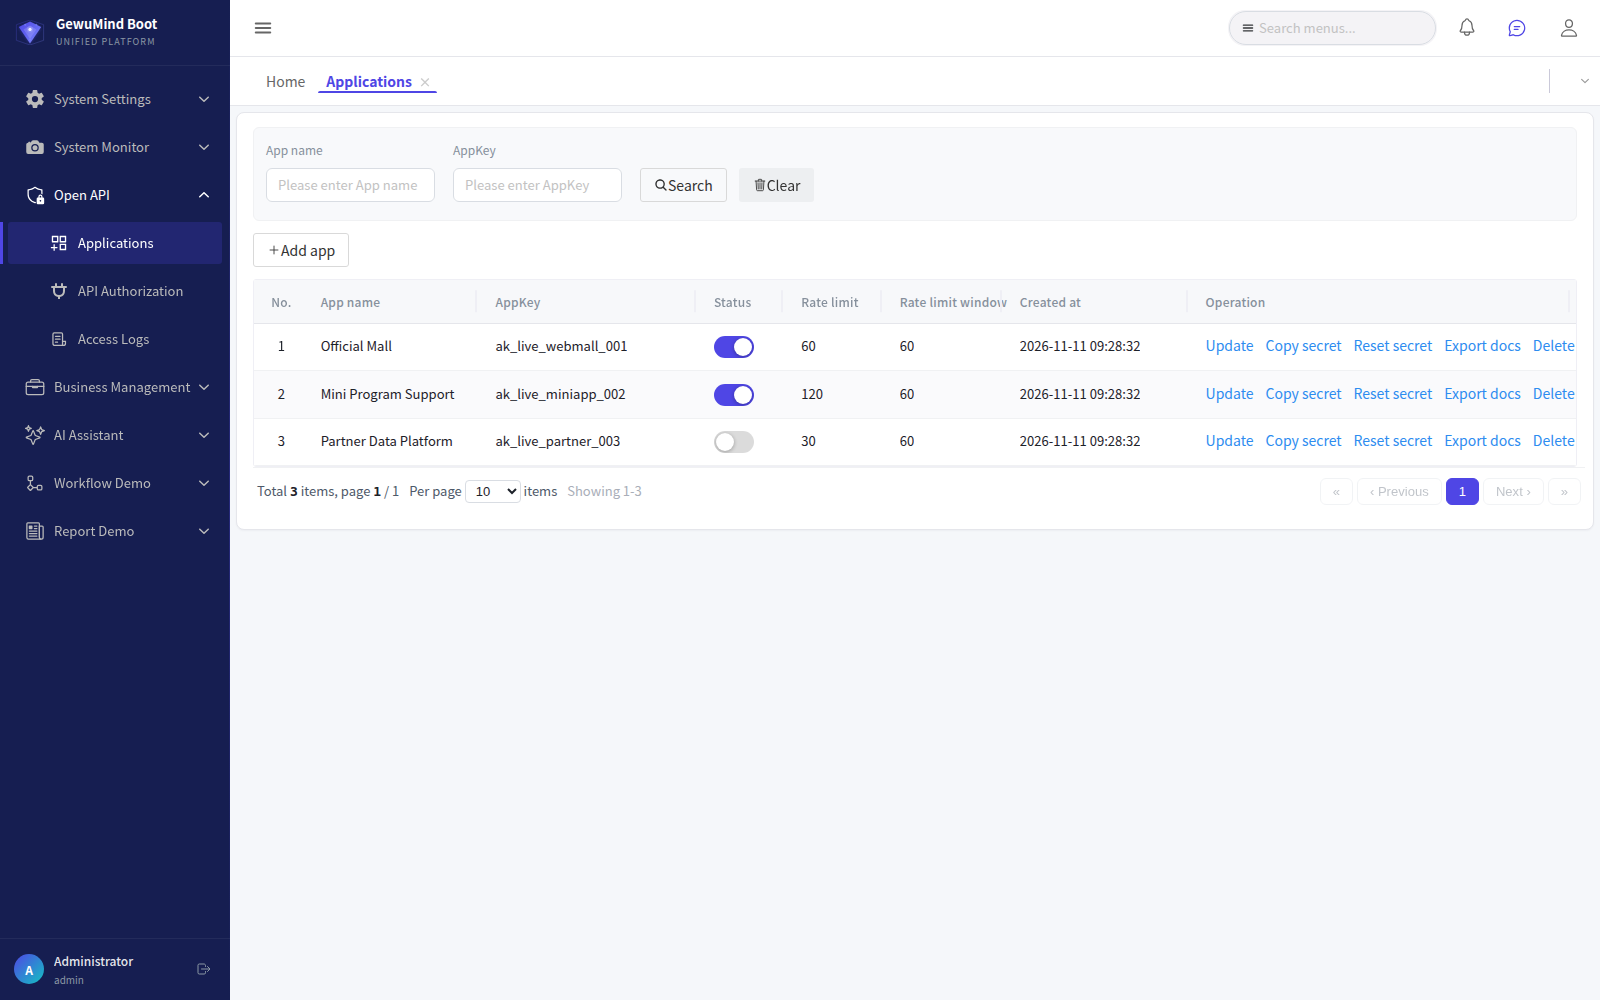 GewuMind Boot
UNIFIED PLATFORM
System Settings
System Monitor
Open API
Applications
API Authorization
Access Logs
Business Management
AI Assistant
Workflow Demo
Report Demo
A
Administrator
admin
Search menus...
Home
Applications
App name
AppKey
Please enter App name
Please enter AppKey
Search
Clear
+Add app
No. App name AppKey Status Rate limit Rate limit window Created at Operation
1 Official Mall ak_live_webmall_001 60 60 2026-11-11 09:28:32 Update Copy secret Reset secret Export docs Delete
2 Mini Program Support ak_live_miniapp_002 120 60 2026-11-11 09:28:32 Update Copy secret Reset secret Export docs Delete
3 Partner Data Platform ak_live_partner_003 30 60 2026-11-11 09:28:32 Update Copy secret Reset secret Export docs Delete
Total 3 items, page 1 / 1 Per page 10 items Showing 1-3
« ‹ Previous 1 Next › »